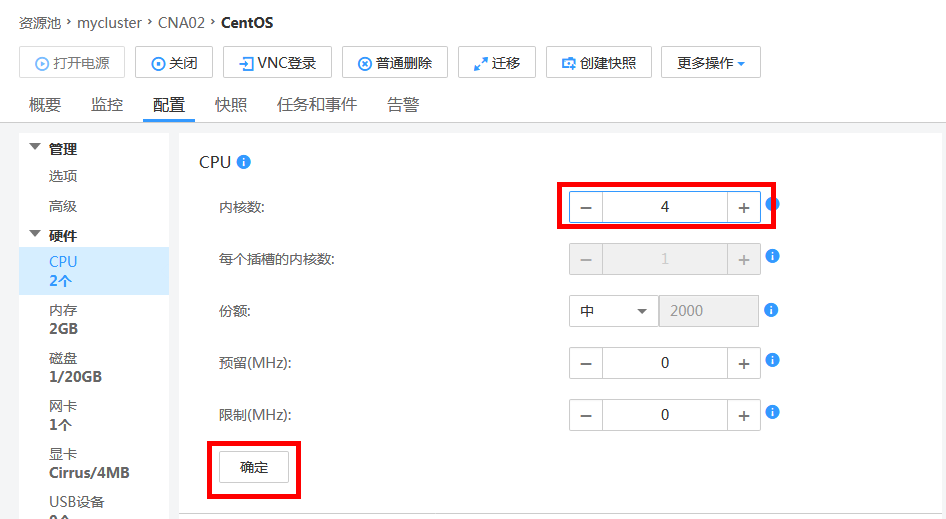 资源池 › mycluster › CNA02 › CentOS
打开电源 关闭 VNC登录 普通删除 迁移 创建快照 更多操作
概要 监控 配置 快照 任务和事件 告警
管理
选项
高级
硬件
CPU
2个
内存
2GB
磁盘
1/20GB
网卡
1个
显卡
Cirrus/4MB
USB设备
CPU
内核数: 4
每个插槽的内核数: 1
份额: 中 2000
预留(MHz): 0
限制(MHz): 0
确定